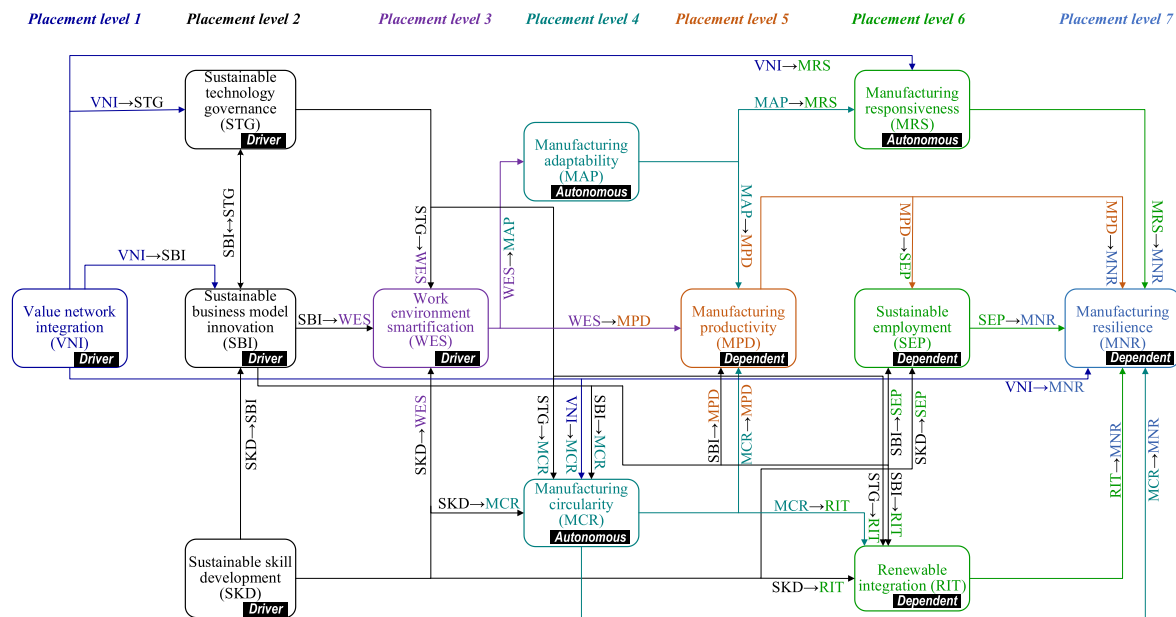 Placement level 1
Placement level 2
Placement level 3
Placement level 4
Placement level 5
Placement level 6
Placement level 7
VNI→MRS
Sustainable
technology
governance
(STG)
Driver
VNI→STG
Manufacturing
responsiveness
(MRS)
Autonomous
MAP→MRS
Manufacturing
adaptability
(MAP)
Autonomous
SBI↔STG
STG→WES
WES→MAP
MAP→MPD
MPD→SEP
MPD→MNR
MRS→MNR
VNI→SBI
Value network
integration
(VNI)
Driver
Sustainable
business model
innovation
(SBI)
Driver
SBI→WES
Work
environment
smartification
(WES)
Driver
WES→MPD
Manufacturing
productivity
(MPD)
Dependent
Sustainable
employment
(SEP)
Dependent
SEP→MNR
Manufacturing
resilience
(MNR)
Dependent
VNI→MNR
SKD→SBI
SKD→WES
STG→MCR
VNI→MCR
SBI→MCR
SBI→MPD
MCR→MPD
SBI→SEP
SKD→SEP
STG→RIT
SBI→RIT
RIT→MNR
MCR→MNR
SKD→MCR
Manufacturing
circularity
(MCR)
Autonomous
MCR→RIT
Sustainable skill
development
(SKD)
Driver
SKD→RIT
Renewable
integration (RIT)
Dependent